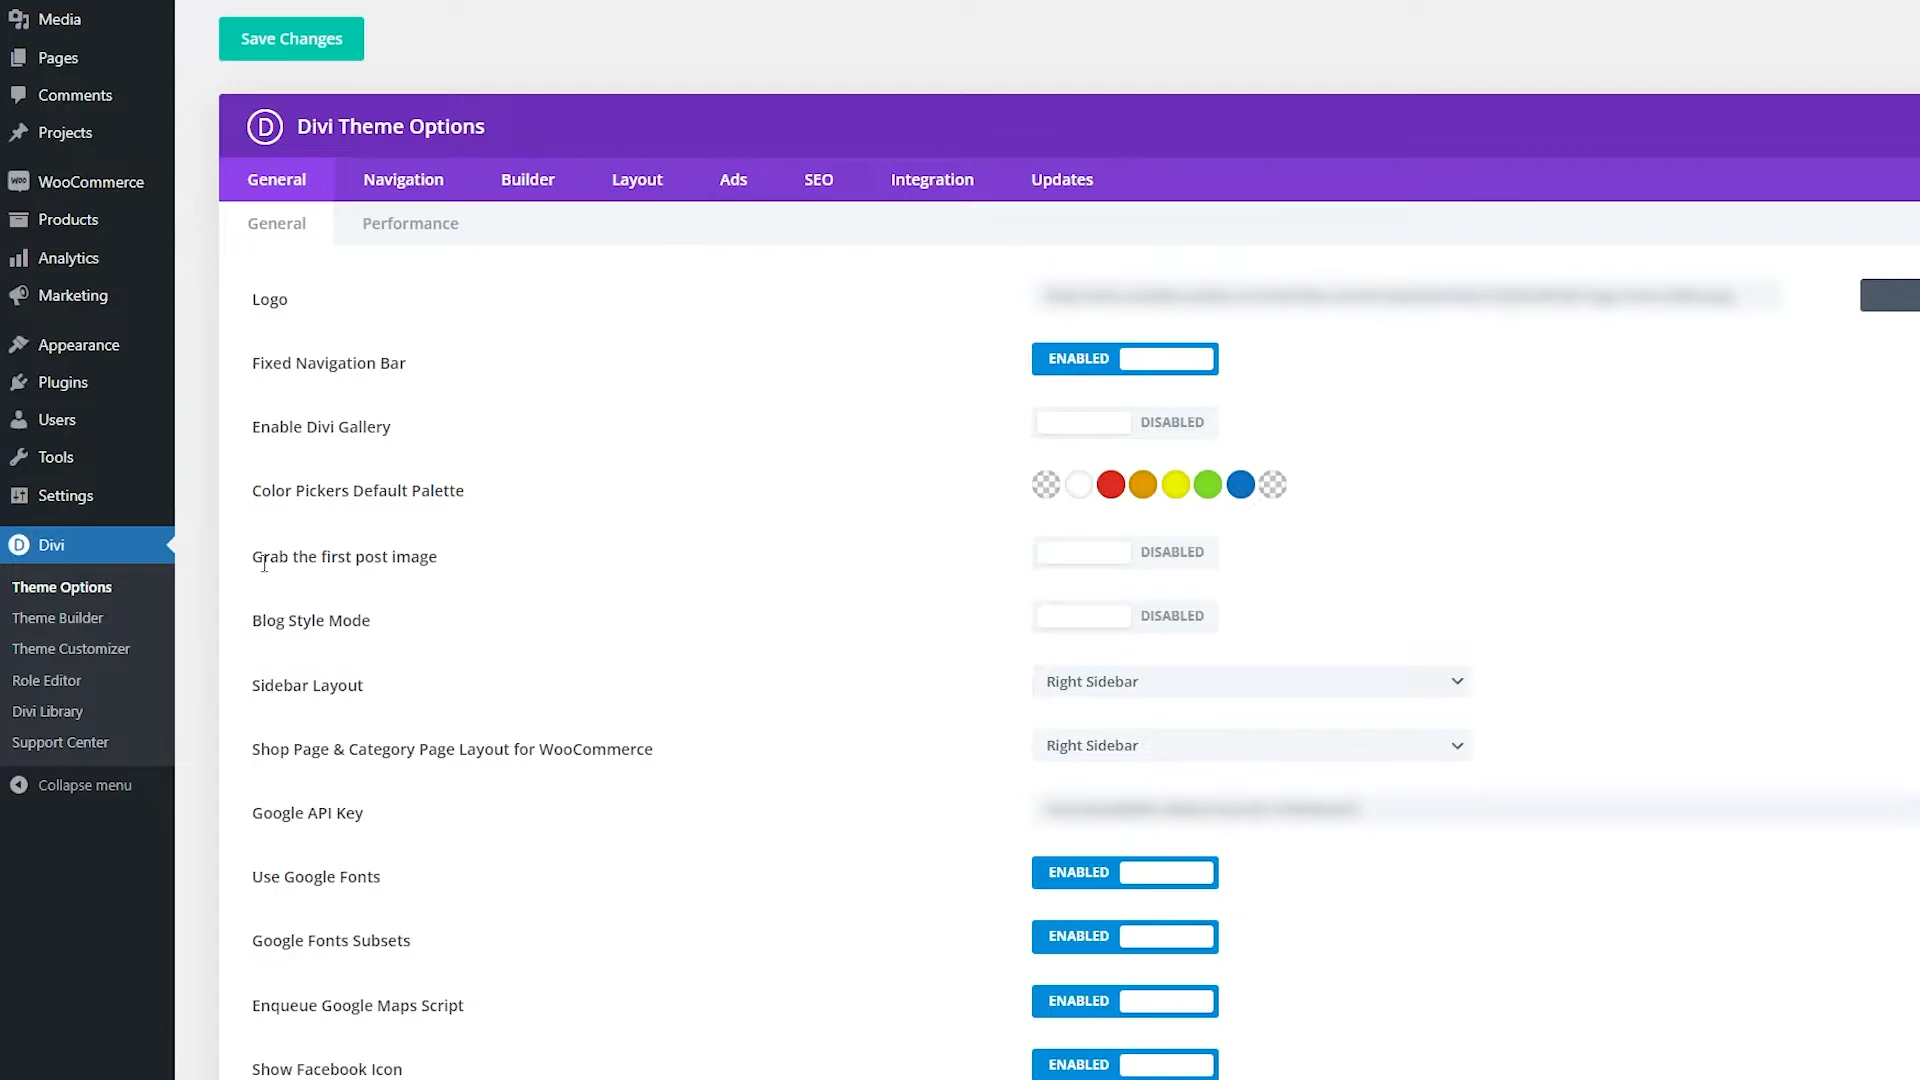 Media
Pages
Comments
Projects
WooCommerce
Products
Analytics
Marketing
Appearance
Plugins
Users
Tools
Settings
Divi
Theme Options
Theme Builder
Theme Customizer
Role Editor
Divi Library
Support Center
Collapse menu
Save Changes
D Divi Theme Options
General Navigation Builder Layout Ads SEO Integration Updates
General Performance
Logo
Fixed Navigation Bar ENABLED
Enable Divi Gallery DISABLED
Color Pickers Default Palette
Grab the first post image DISABLED
Blog Style Mode DISABLED
Sidebar Layout Right Sidebar
Shop Page & Category Page Layout for WooCommerce Right Sidebar
Google API Key
Use Google Fonts ENABLED
Google Fonts Subsets ENABLED
Enqueue Google Maps Script ENABLED
Show Facebook Icon ENABLED